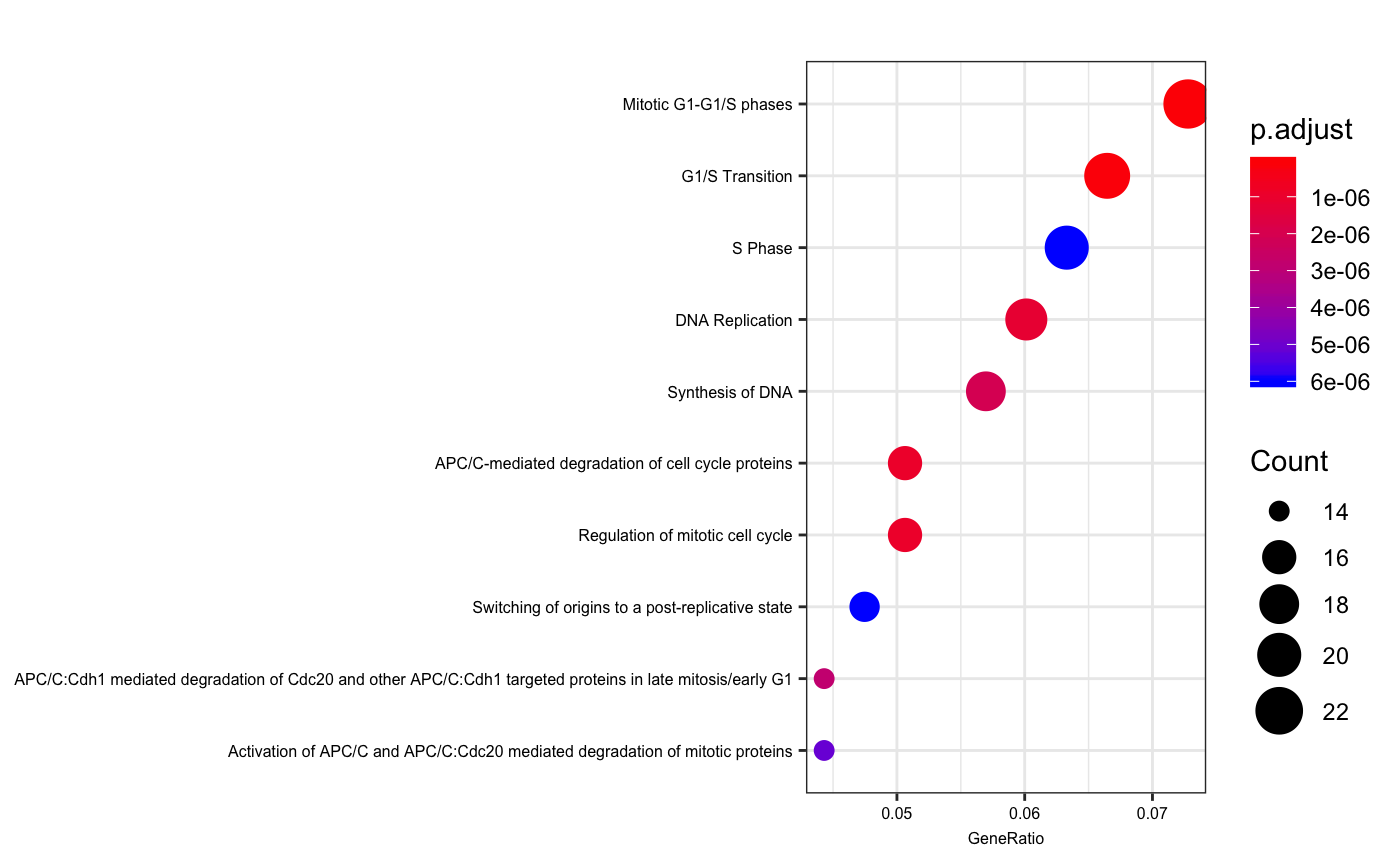 Mitotic G1-G1/S phases
G1/S Transition
S Phase
DNA Replication
Synthesis of DNA
APC/C-mediated degradation of cell cycle proteins
Regulation of mitotic cell cycle
Switching of origins to a post-replicative state
APC/C:Cdh1 mediated degradation of Cdc20 and other APC/C:Cdh1 targeted proteins in late mitosis/early G1
Activation of APC/C and APC/C:Cdc20 mediated degradation of mitotic proteins
0.05
0.06
0.07
GeneRatio
p.adjust
1e-06
2e-06
3e-06
4e-06
5e-06
6e-06
Count
14
16
18
20
22